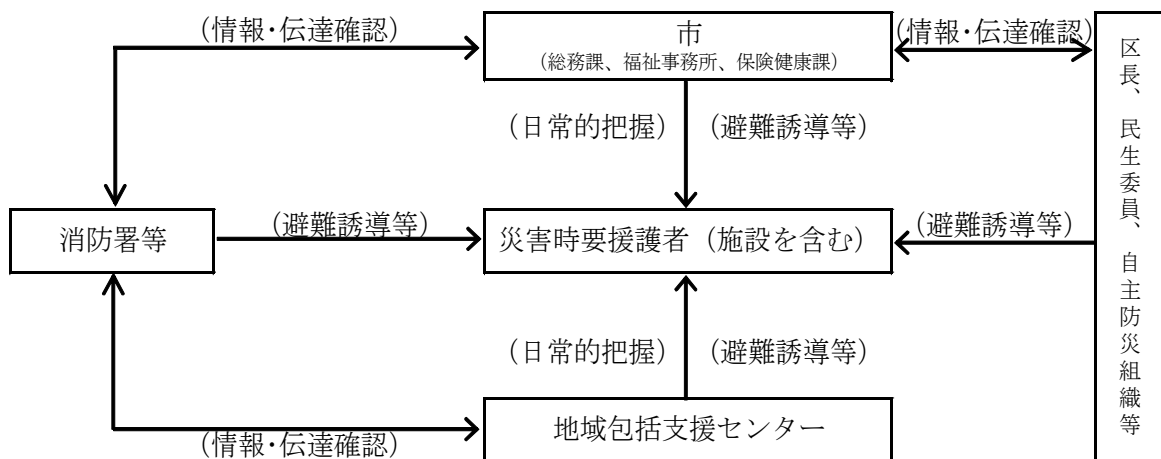 (情報・伝達確認)
市
(総務課、福祉事務所、保険健康課)
(情報・伝達確認)
区長、民生委員、自主防災組織等
(日常的把握) (避難誘導等)
消防署等
(避難誘導等)
災害時要援護者（施設を含む）
(避難誘導等)
(日常的把握) (避難誘導等)
地域包括支援センター
(情報・伝達確認)